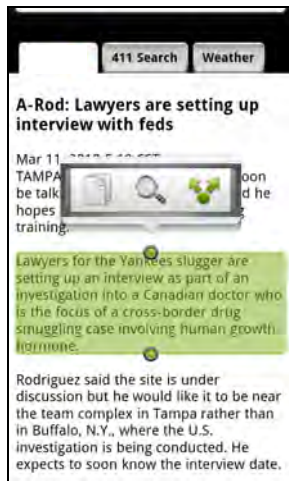 411 Search
Weather
A-Rod: Lawyers are setting up
interview with feds
Mar 11,
TAMPA
be talk d he
hopes
training.
Lawyers for the Yankees slugger are
setting up an interview as part of an
investigation into a Canadian doctor who
is the focus of a cross-border drug
smuggling case involving human growth
hormone.
Rodriguez said the site is under
discussion but he would like it to be near
the team complex in Tampa rather than
in Buffalo, N.Y., where the U.S.
investigation is being conducted. He
expects to soon know the interview date.